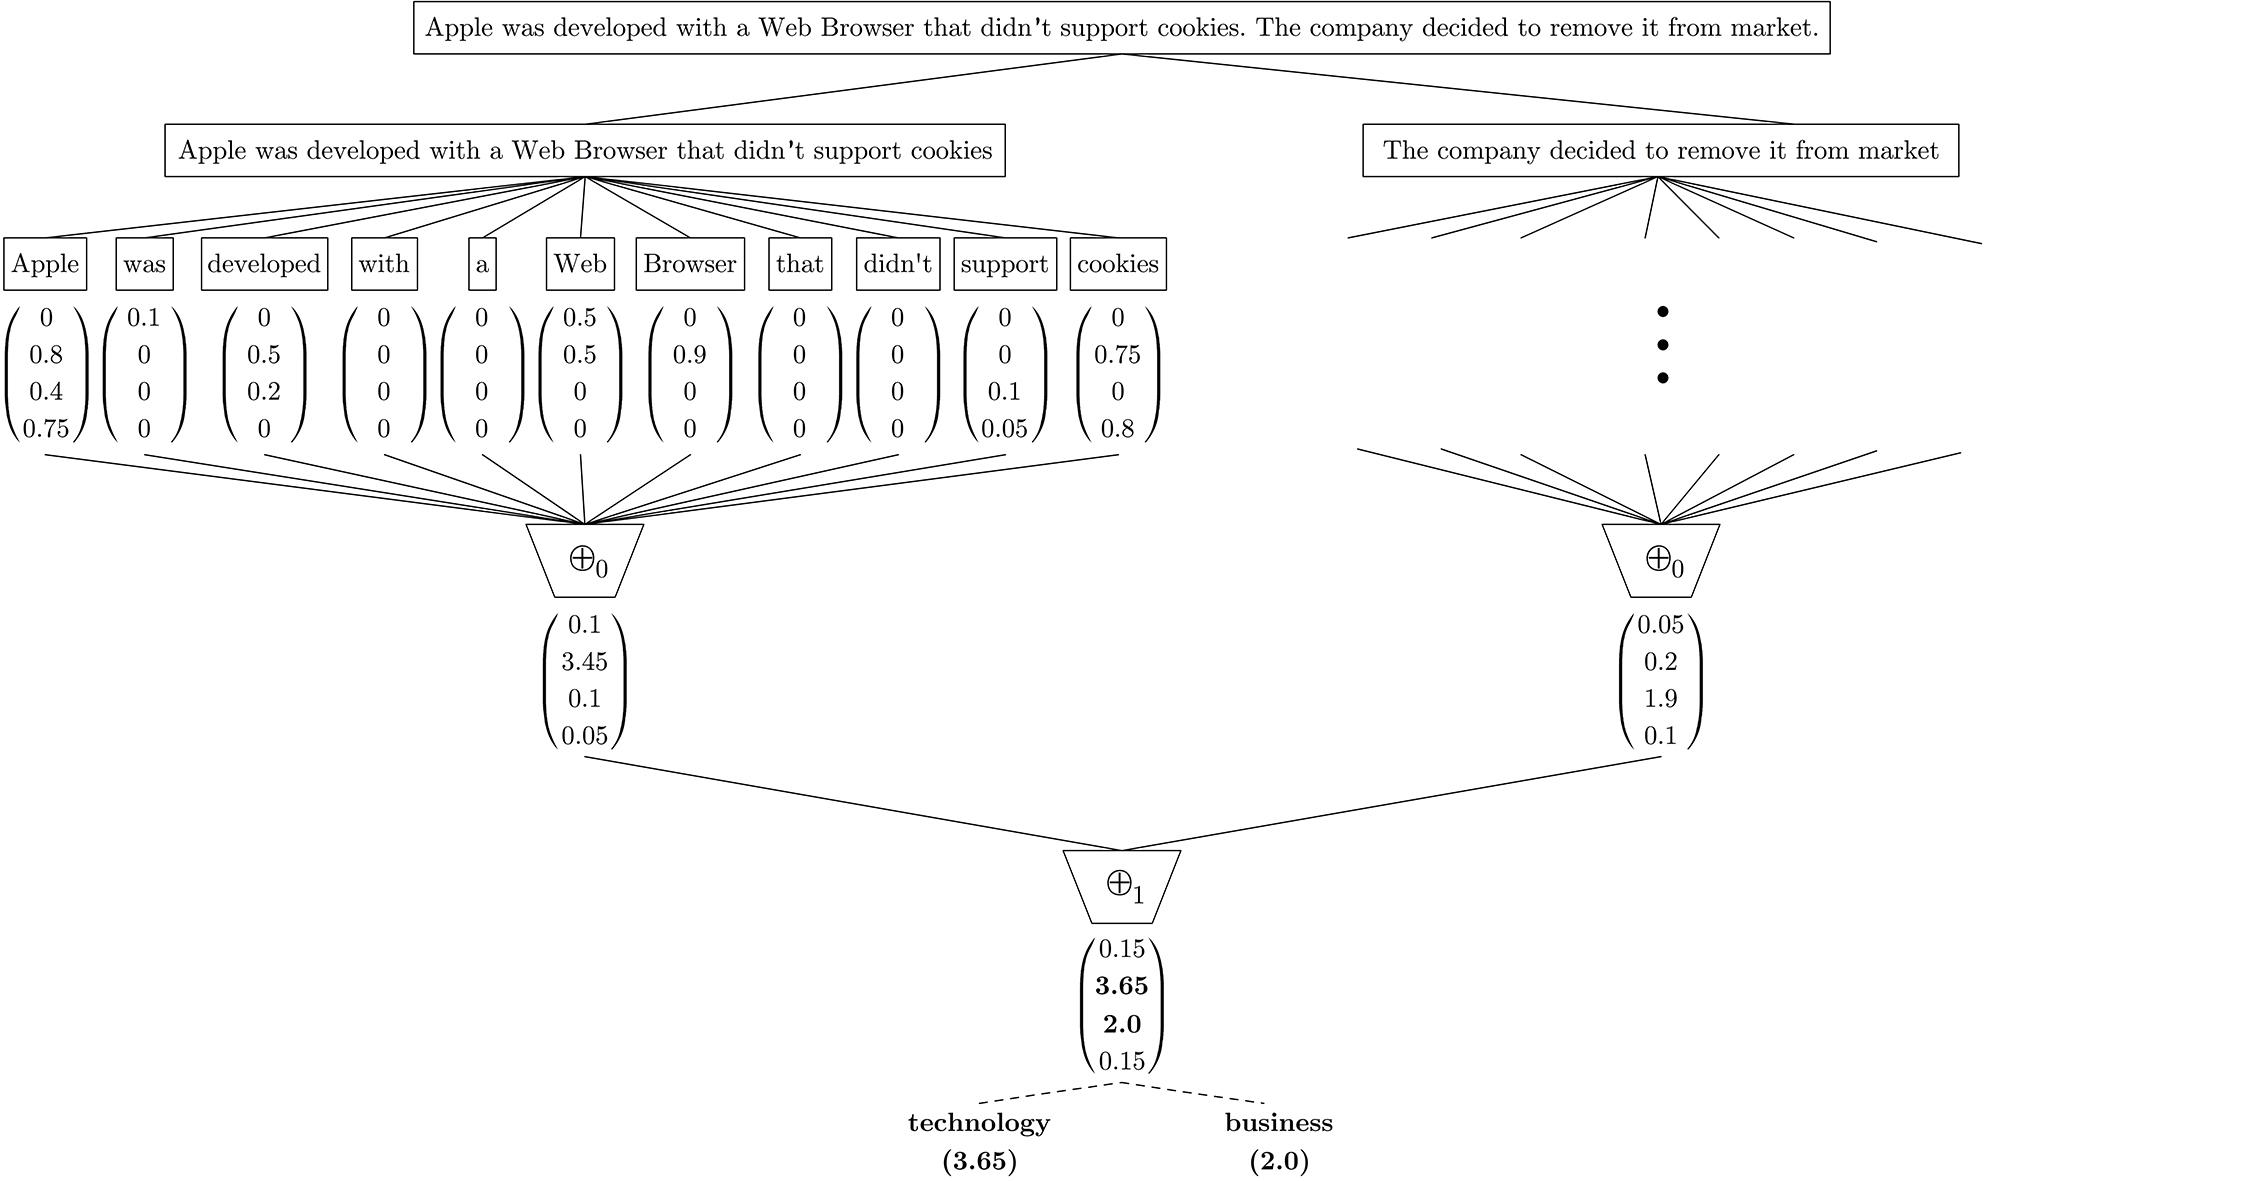 Apple was developed with a Web Browser that didn't support cookies. The company decided to remove it from market.
Apple was developed with a Web Browser that didn't support cookies
The company decided to remove it from market
Apple was developed with a Web Browser that didn't support cookies
0 0.1 0 0 0 0.5 0 0 0 0 0
0.8 0 0.5 0 0 0.5 0.9 0 0 0 0.75
0.4 0 0.2 0 0 0 0 0 0 0.1 0
0.75 0 0 0 0 0 0 0 0 0.05 0.8
⊕0 ⊕0
0.1 0.05
3.45 0.2
0.1 1.9
0.05 0.1
⊕1
0.15
3.65
2.0
0.15
technology business
(3.65) (2.0)